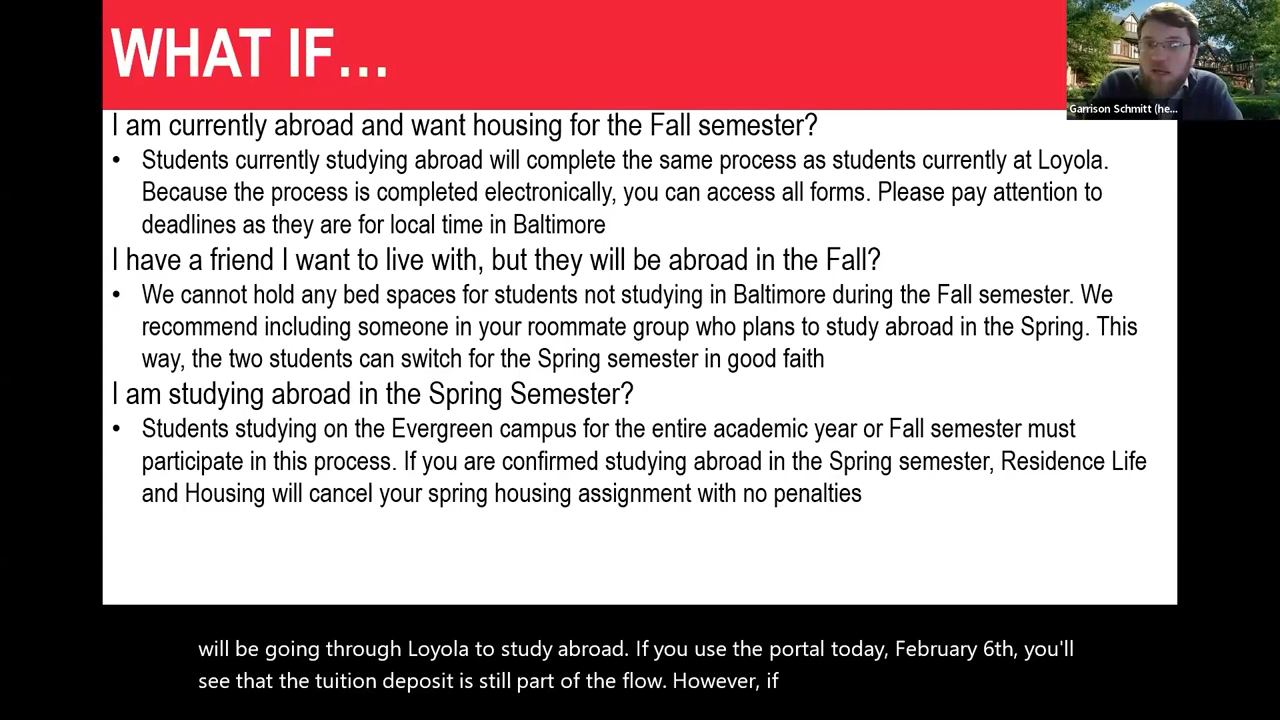 WHAT IF...
Garrison Schmitt (he...
I am currently abroad and want housing for the Fall semester?
• Students currently studying abroad will complete the same process as students currently at Loyola.
Because the process is completed electronically, you can access all forms. Please pay attention to
deadlines as they are for local time in Baltimore
I have a friend I want to live with, but they will be abroad in the Fall?
• We cannot hold any bed spaces for students not studying in Baltimore during the Fall semester. We
recommend including someone in your roommate group who plans to study abroad in the Spring. This
way, the two students can switch for the Spring semester in good faith
I am studying abroad in the Spring Semester?
• Students studying on the Evergreen campus for the entire academic year or Fall semester must
participate in this process. If you are confirmed studying abroad in the Spring semester, Residence Life
and Housing will cancel your spring housing assignment with no penalties
will be going through Loyola to study abroad. If you use the portal today, February 6th, you'll
see that the tuition deposit is still part of the flow. However, if